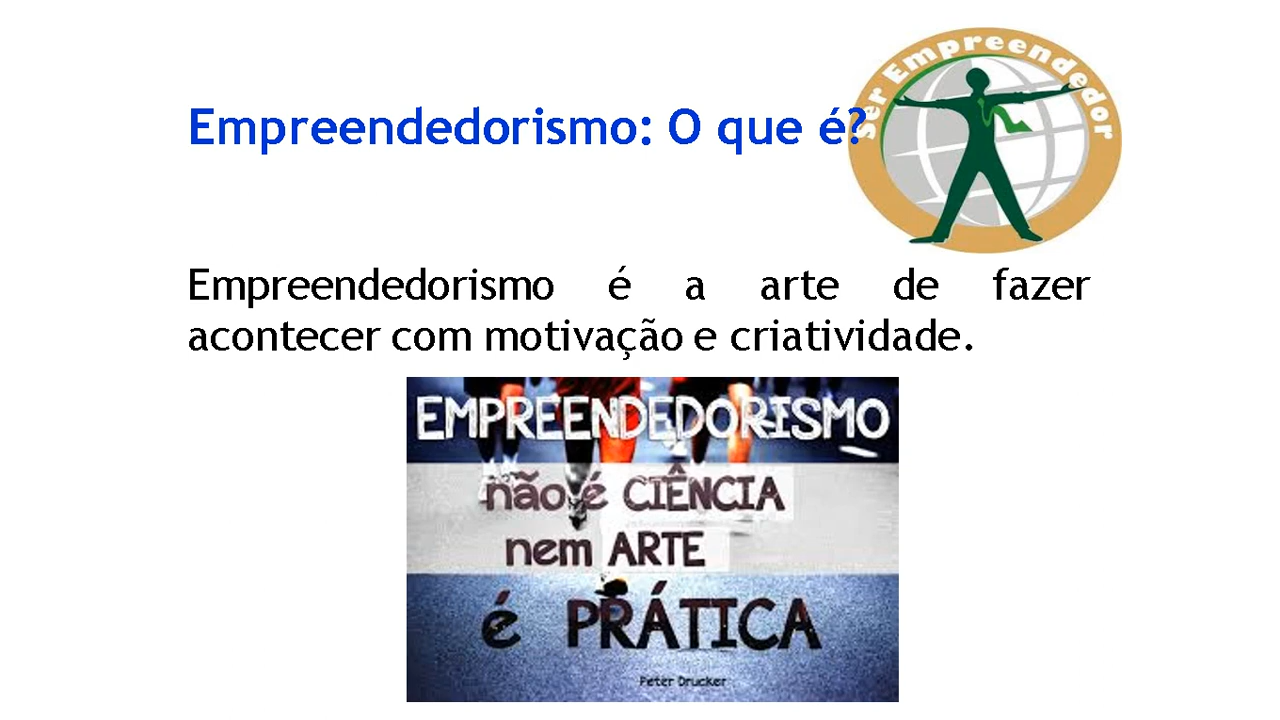 Ser Empreendedor
Empreendedorismo: O que é?
Empreendedorismo é a arte de fazer
acontecer com motivação e criatividade.
EMPREENDEDORISMO
não é CIÊNCIA
nem ARTE
é PRÁTICA
Peter Drucker